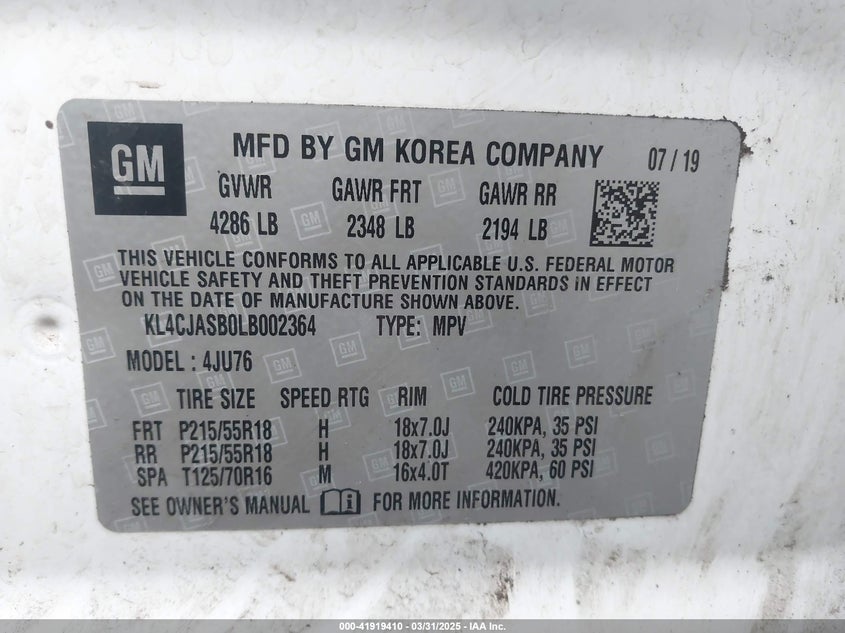 GM
MFD BY GM KOREA COMPANY 07 / 19
GVWR GAWR FRT GAWR RR
4286 LB 2348 LB 2194 LB
THIS VEHICLE CONFORMS TO ALL APPLICABLE U.S. FEDERAL MOTOR
VEHICLE SAFETY AND THEFT PREVENTION STANDARDS IN EFFECT
ON THE DATE OF MANUFACTURE SHOWN ABOVE.
KL4CJASB0LB002364 TYPE: MPV
MODEL : 4JU76
TIRE SIZE SPEED RTG RIM COLD TIRE PRESSURE
FRT P215/55R18 H 18x7.0J 240KPA, 35 PSI
RR P215/55R18 H 18x7.0J 240KPA, 35 PSI
SPA T125/70R16 M 16x4.0T 420KPA, 60 PSI
SEE OWNER'S MANUAL FOR MORE INFORMATION.
000-41919410 - 03/31/2025 - IAA Inc.